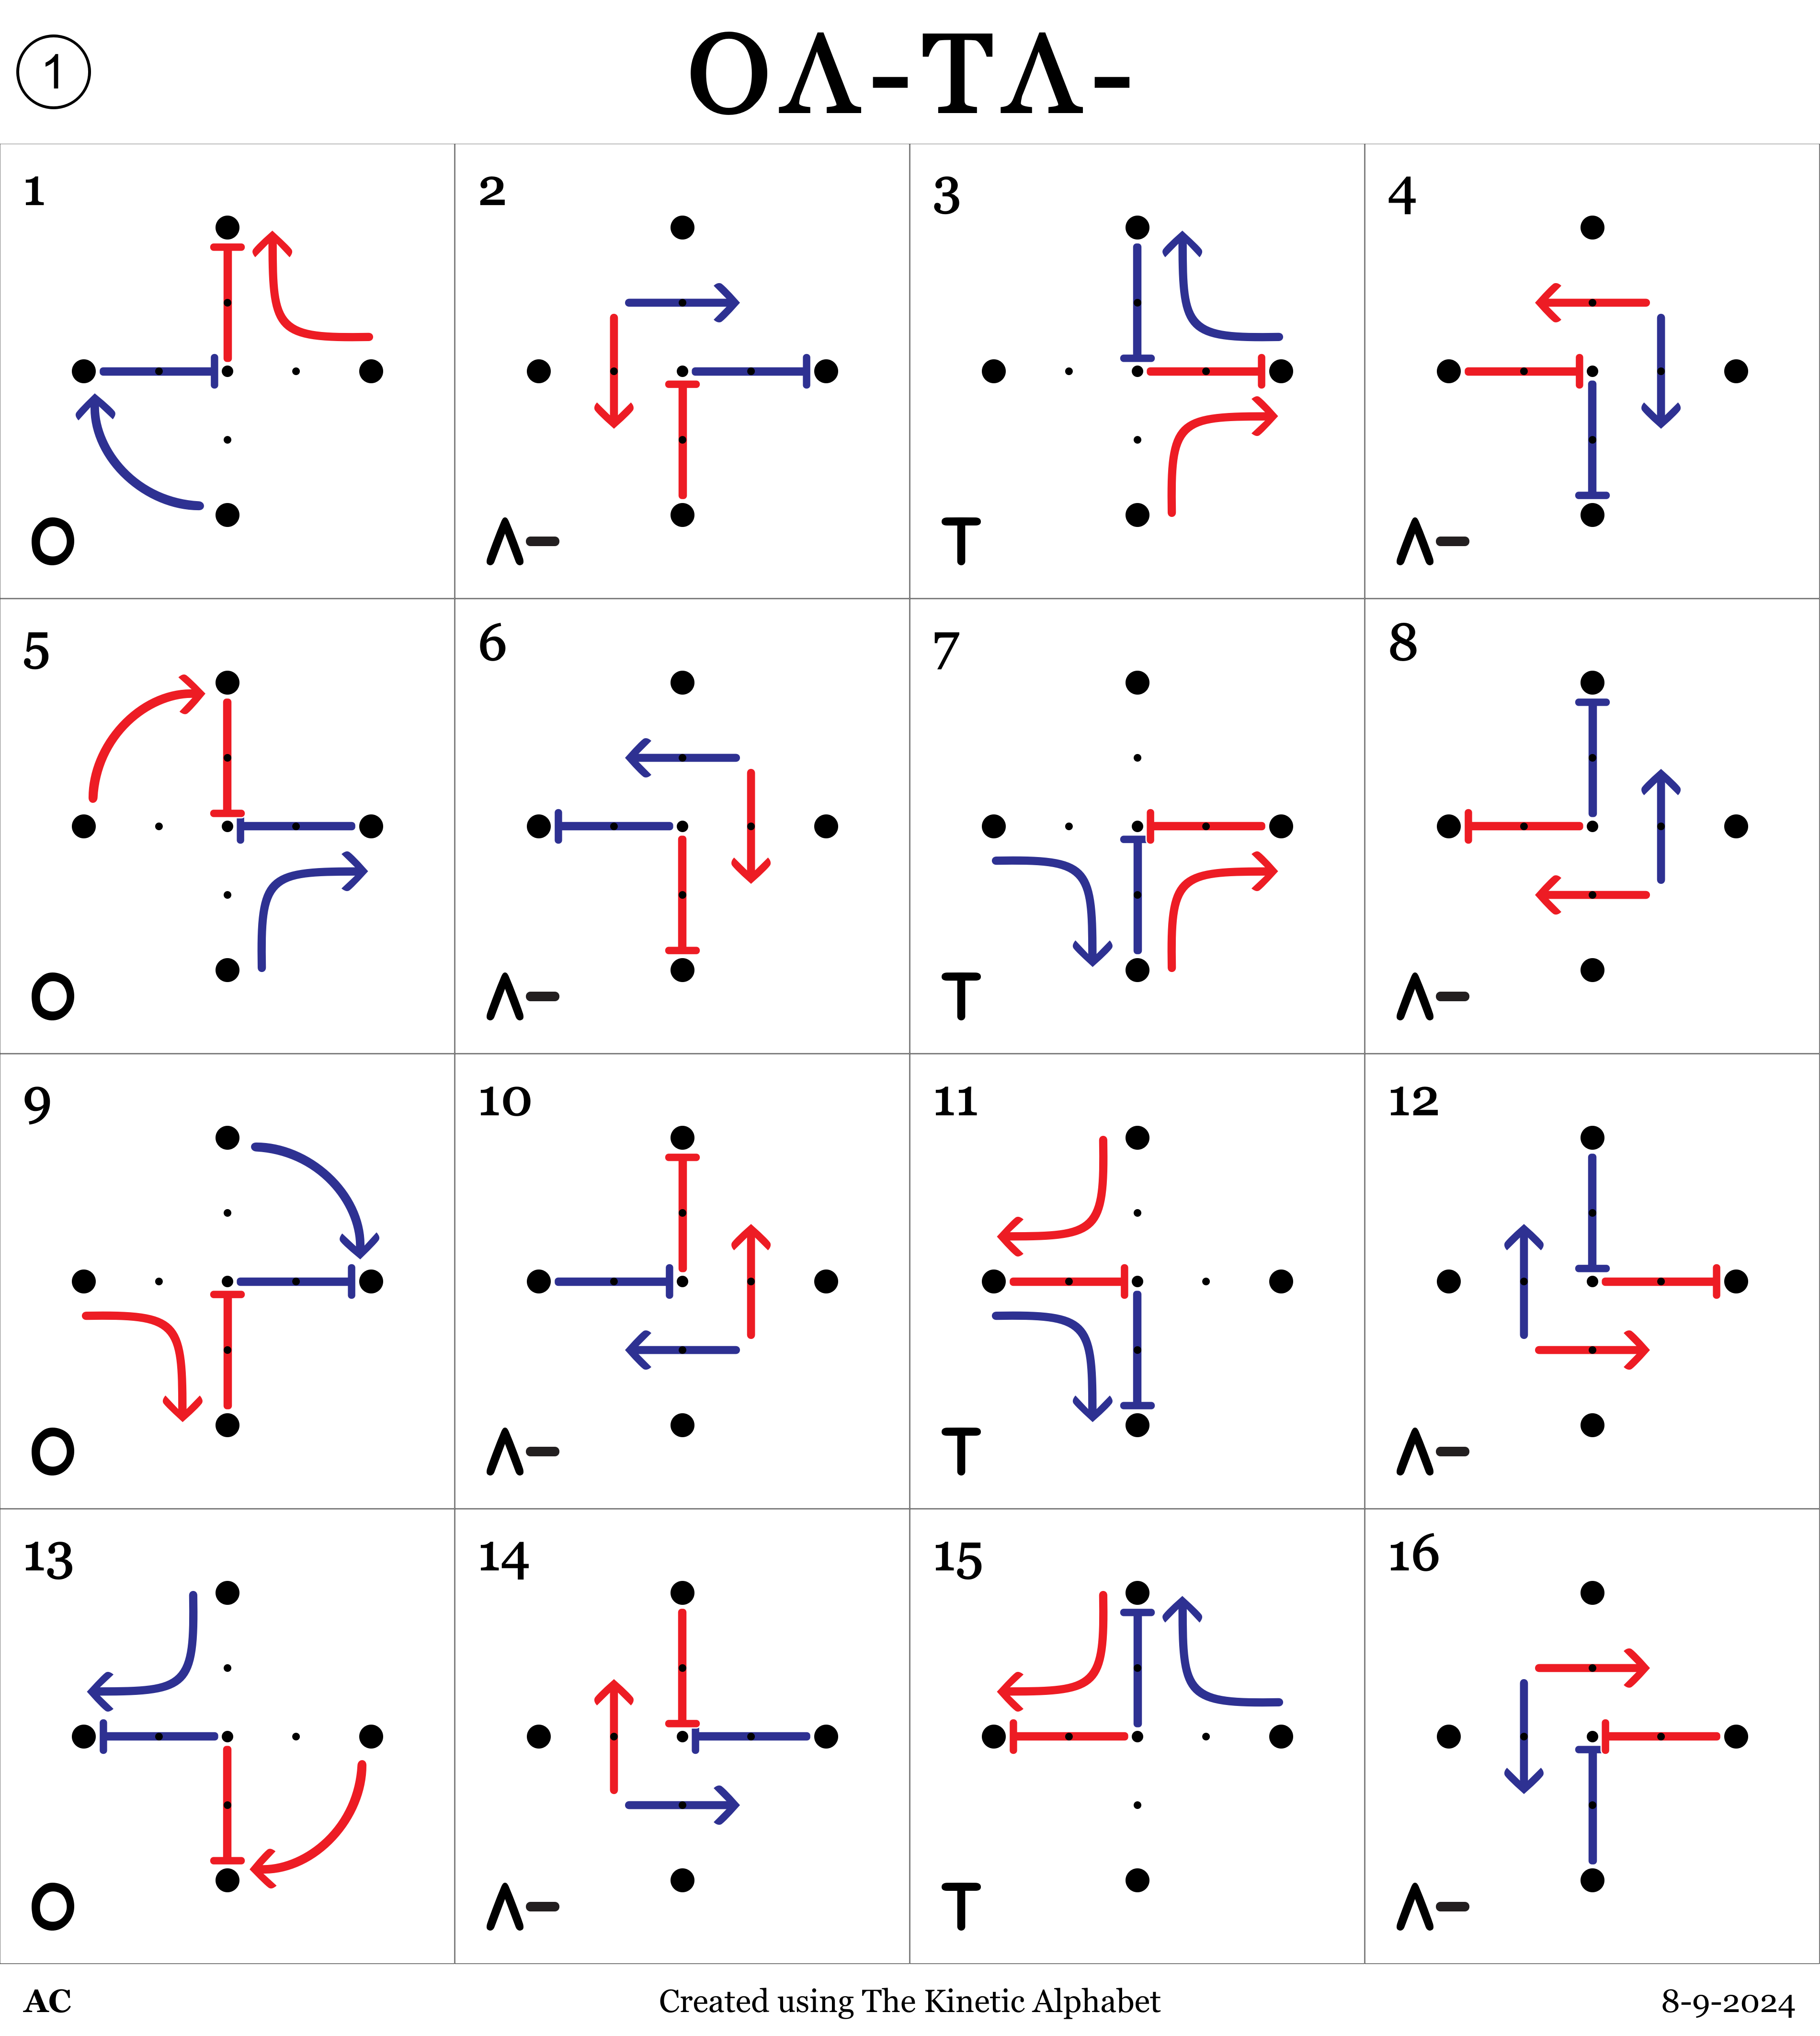 1
OΛ-TΛ-
1 2 3 4
O Λ- T Λ-
5 6 7 8
O Λ- T Λ-
9 10 11 12
O Λ- T Λ-
13 14 15 16
O Λ- T Λ-
AC Created using The Kinetic Alphabet 8-9-2024